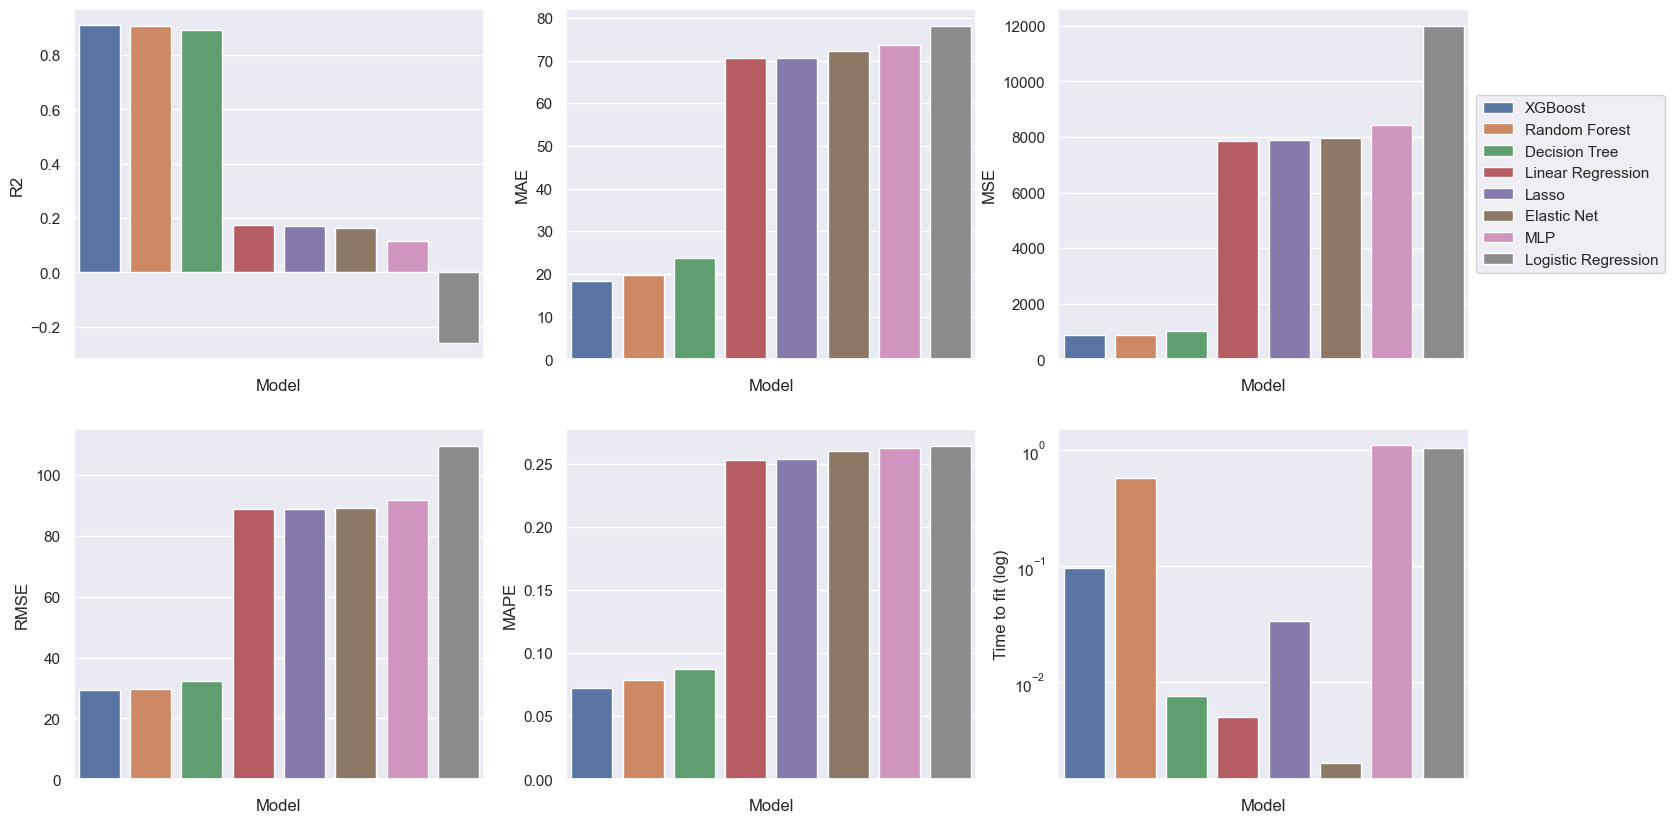 R2
0.8
0.6
0.4
0.2
0.0
−0.2
Model
MAE
80
70
60
50
40
30
20
10
0
Model
MSE
12000
10000
8000
6000
4000
2000
0
Model
XGBoost
Random Forest
Decision Tree
Linear Regression
Lasso
Elastic Net
MLP
Logistic Regression
RMSE
100
80
60
40
20
0
Model
MAPE
0.25
0.20
0.15
0.10
0.05
0.00
Model
Time to fit (log)
10⁰
10⁻¹
10⁻²
Model